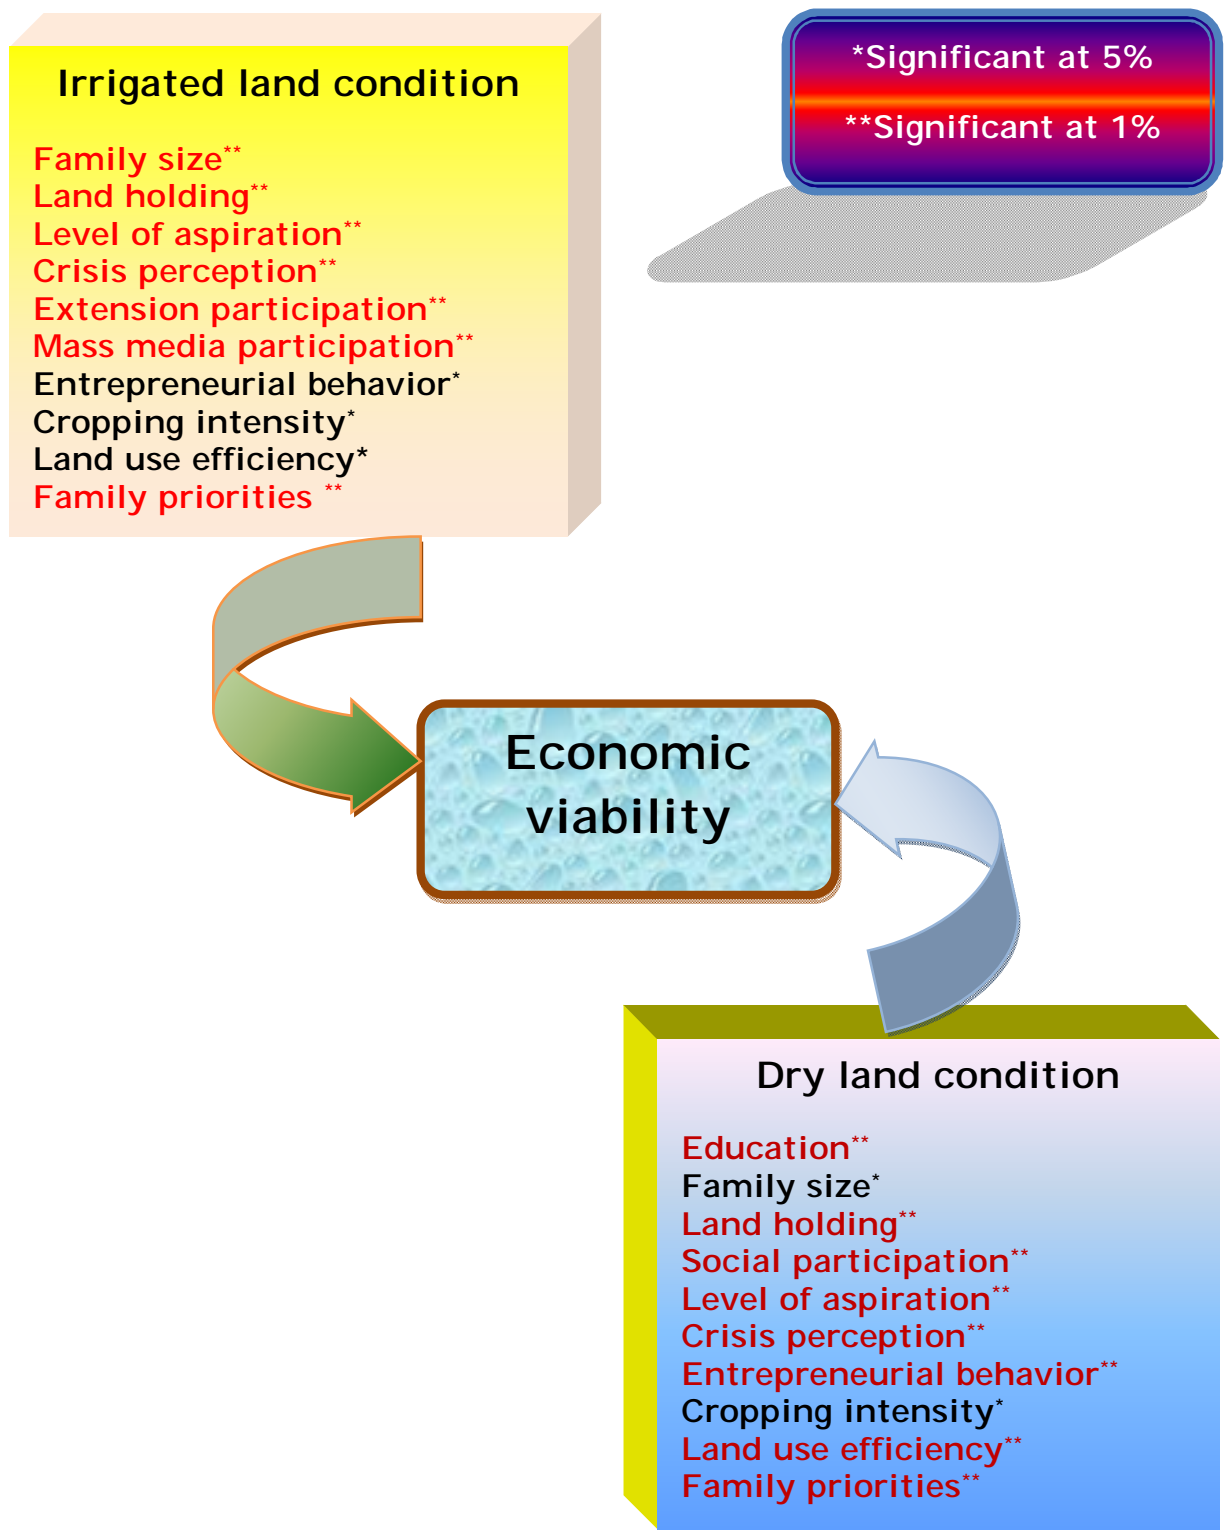 Irrigated land condition
Family size**
Land holding**
Level of aspiration**
Crisis perception**
Extension participation**
Mass media participation**
Entrepreneurial behavior*
Cropping intensity*
Land use efficiency*
Family priorities **
*Significant at 5%
**Significant at 1%
Economic
viability
Dry land condition
Education**
Family size*
Land holding**
Social participation**
Level of aspiration**
Crisis perception**
Entrepreneurial behavior**
Cropping intensity*
Land use efficiency**
Family priorities**